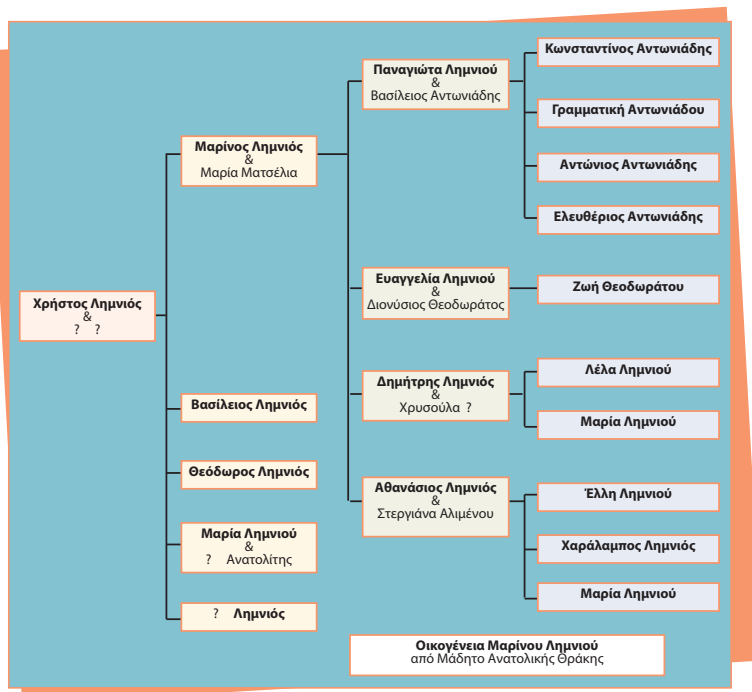 Χρήστος Λημνιός
&
? ?
Μαρίνος Λημνιός
&
Μαρία Ματσέλια
Βασίλειος Λημνιός
Θεόδωρος Λημνιός
Μαρία Λημνιού
&
? Ανατολίτης
? Λημνιός
Παναγιώτα Λημνιού
&
Βασίλειος Αντωνιάδης
Ευαγγελία Λημνιού
&
Διονύσιος Θεοδωράτος
Δημήτρης Λημνιός
&
Χρυσούλα ?
Αθανάσιος Λημνιός
&
Στεργιάνα Αλιμένου
Κωνσταντίνος Αντωνιάδης
Γραμματική Αντωνιάδου
Αντώνιος Αντωνιάδης
Ελευθέριος Αντωνιάδης
Ζωή Θεοδωράτου
Λέλα Λημνιού
Μαρία Λημνιού
Έλλη Λημνιού
Χαράλαμπος Λημνιός
Μαρία Λημνιού
Οικογένεια Μαρίνου Λημνιού
από Μάδητο Ανατολικής Θράκης